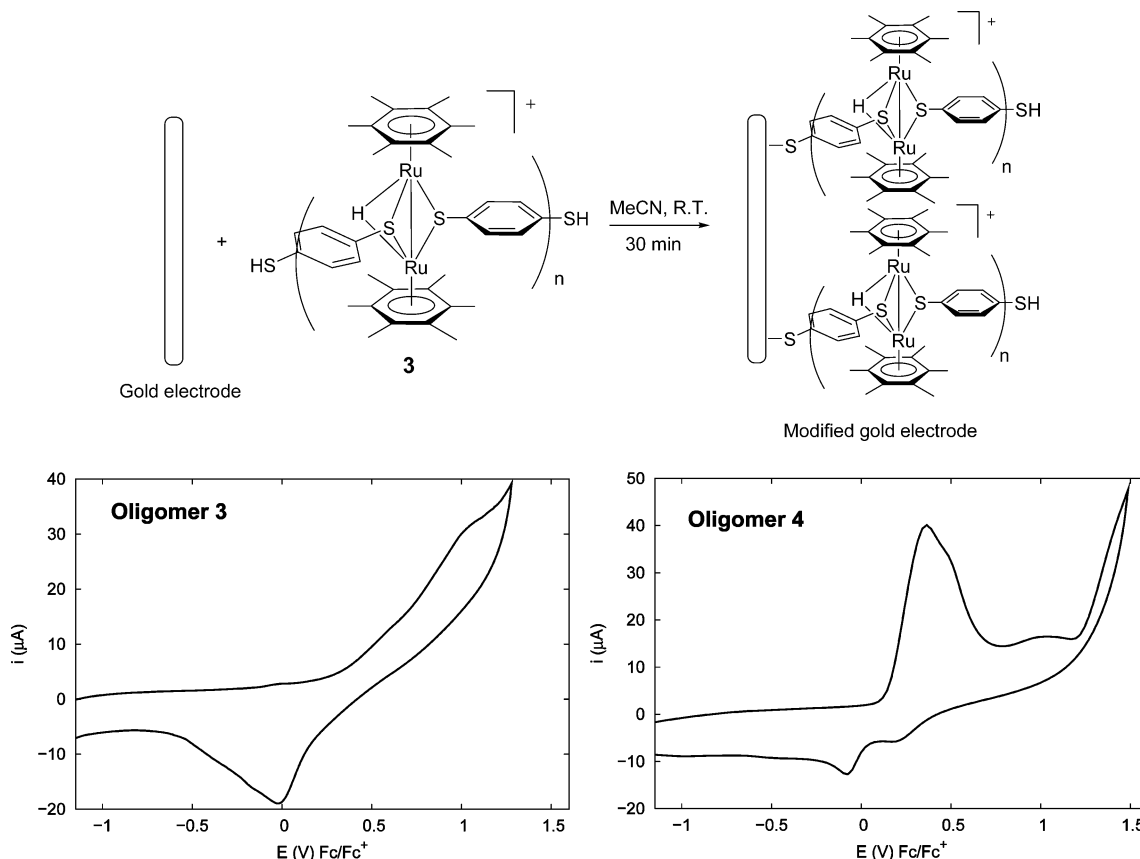 +
Ru
H
S
S
SH
HS
Ru
n
+
3
Gold electrode
MeCN, R.T.
30 min
+
Ru
H
S
S
SH
S
Ru
n
+
Ru
H
S
S
SH
S
Ru
n
Modified gold electrode
Oligomer 3
40
30
20
10
0
−10
−20
i (µA)
−1
0
0.5
1
1.5
E (V) Fc/Fc+
Oligomer 4
50
40
30
20
10
0
−10
−20
i (µA)
−1
−0.5
0
0.5
1
1.5
E (V) Fc/Fc+